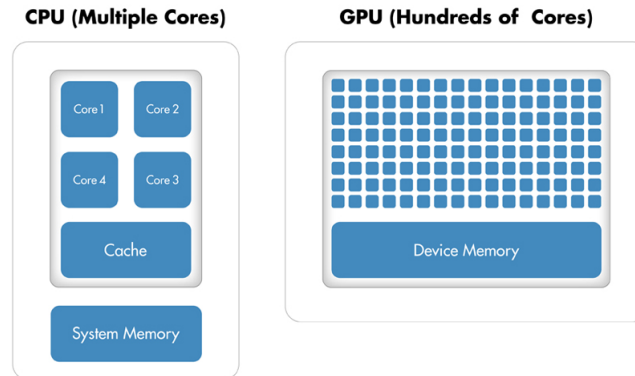 CPU (Multiple Cores)
GPU (Hundreds of Cores)
Core 1
Core 2
Core 4
Core 3
Cache
System Memory
Device Memory